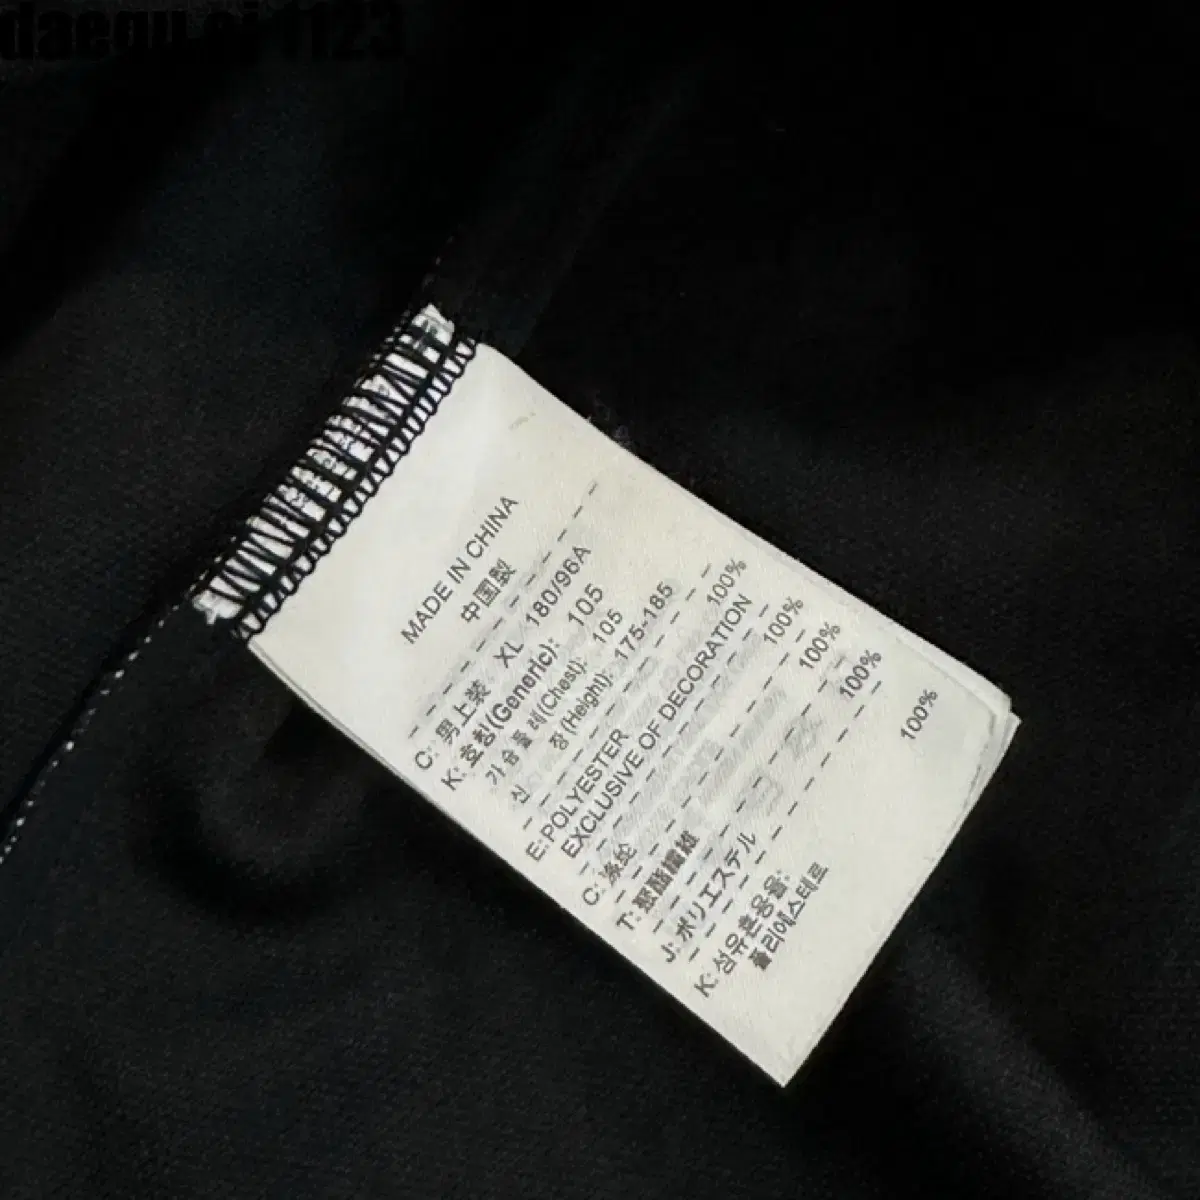 daegu.ej 1123
MADE IN CHINA
中国製
C: 男上装 XL 180/96A
K: 호칭(Generic): 105
가슴둘레(Chest): 105
신 장(Height): 175-185
E:POLYESTER 100%
EXCLUSIVE OF DECORATION
C: 涤纶 100%
T: 聚酯纖維 100%
J: ポリエステル 100%
K: 섬유혼용율:
폴리에스테르 100%